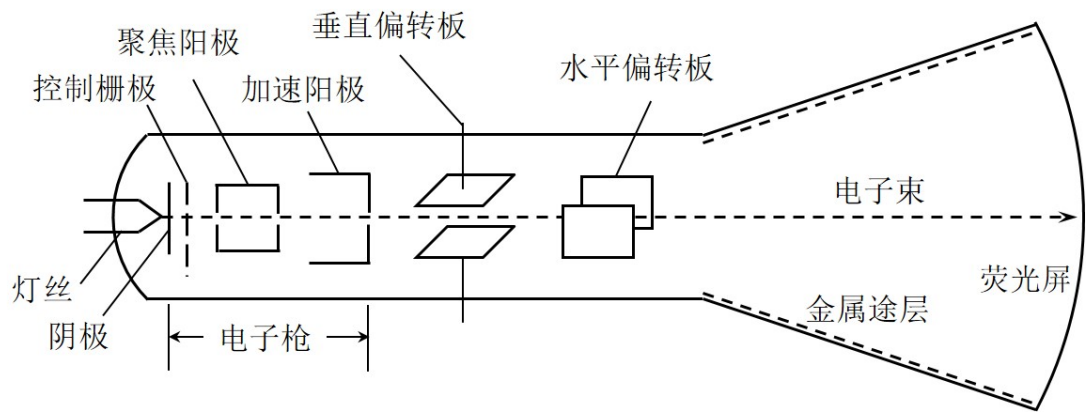 垂直偏转板
聚焦阳极
水平偏转板
控制栅极
加速阳极
电子束
灯丝
荧光屏
阴极
电子枪
金属途层